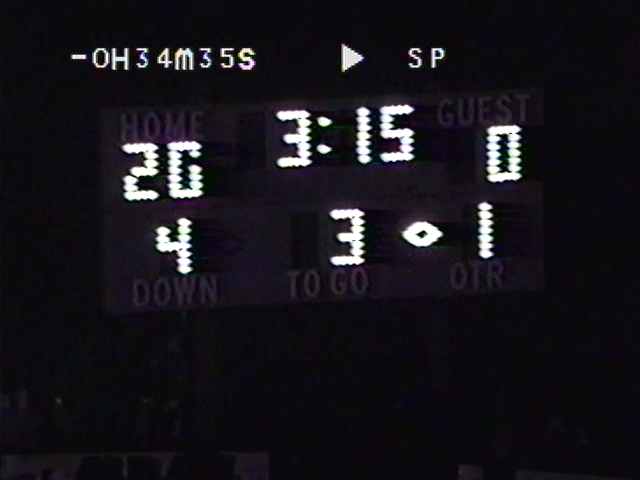 -0H34m35s ▶ SP
HOME 3:15 GUEST
26 0
4 3 1
DOWN TO GO QTR